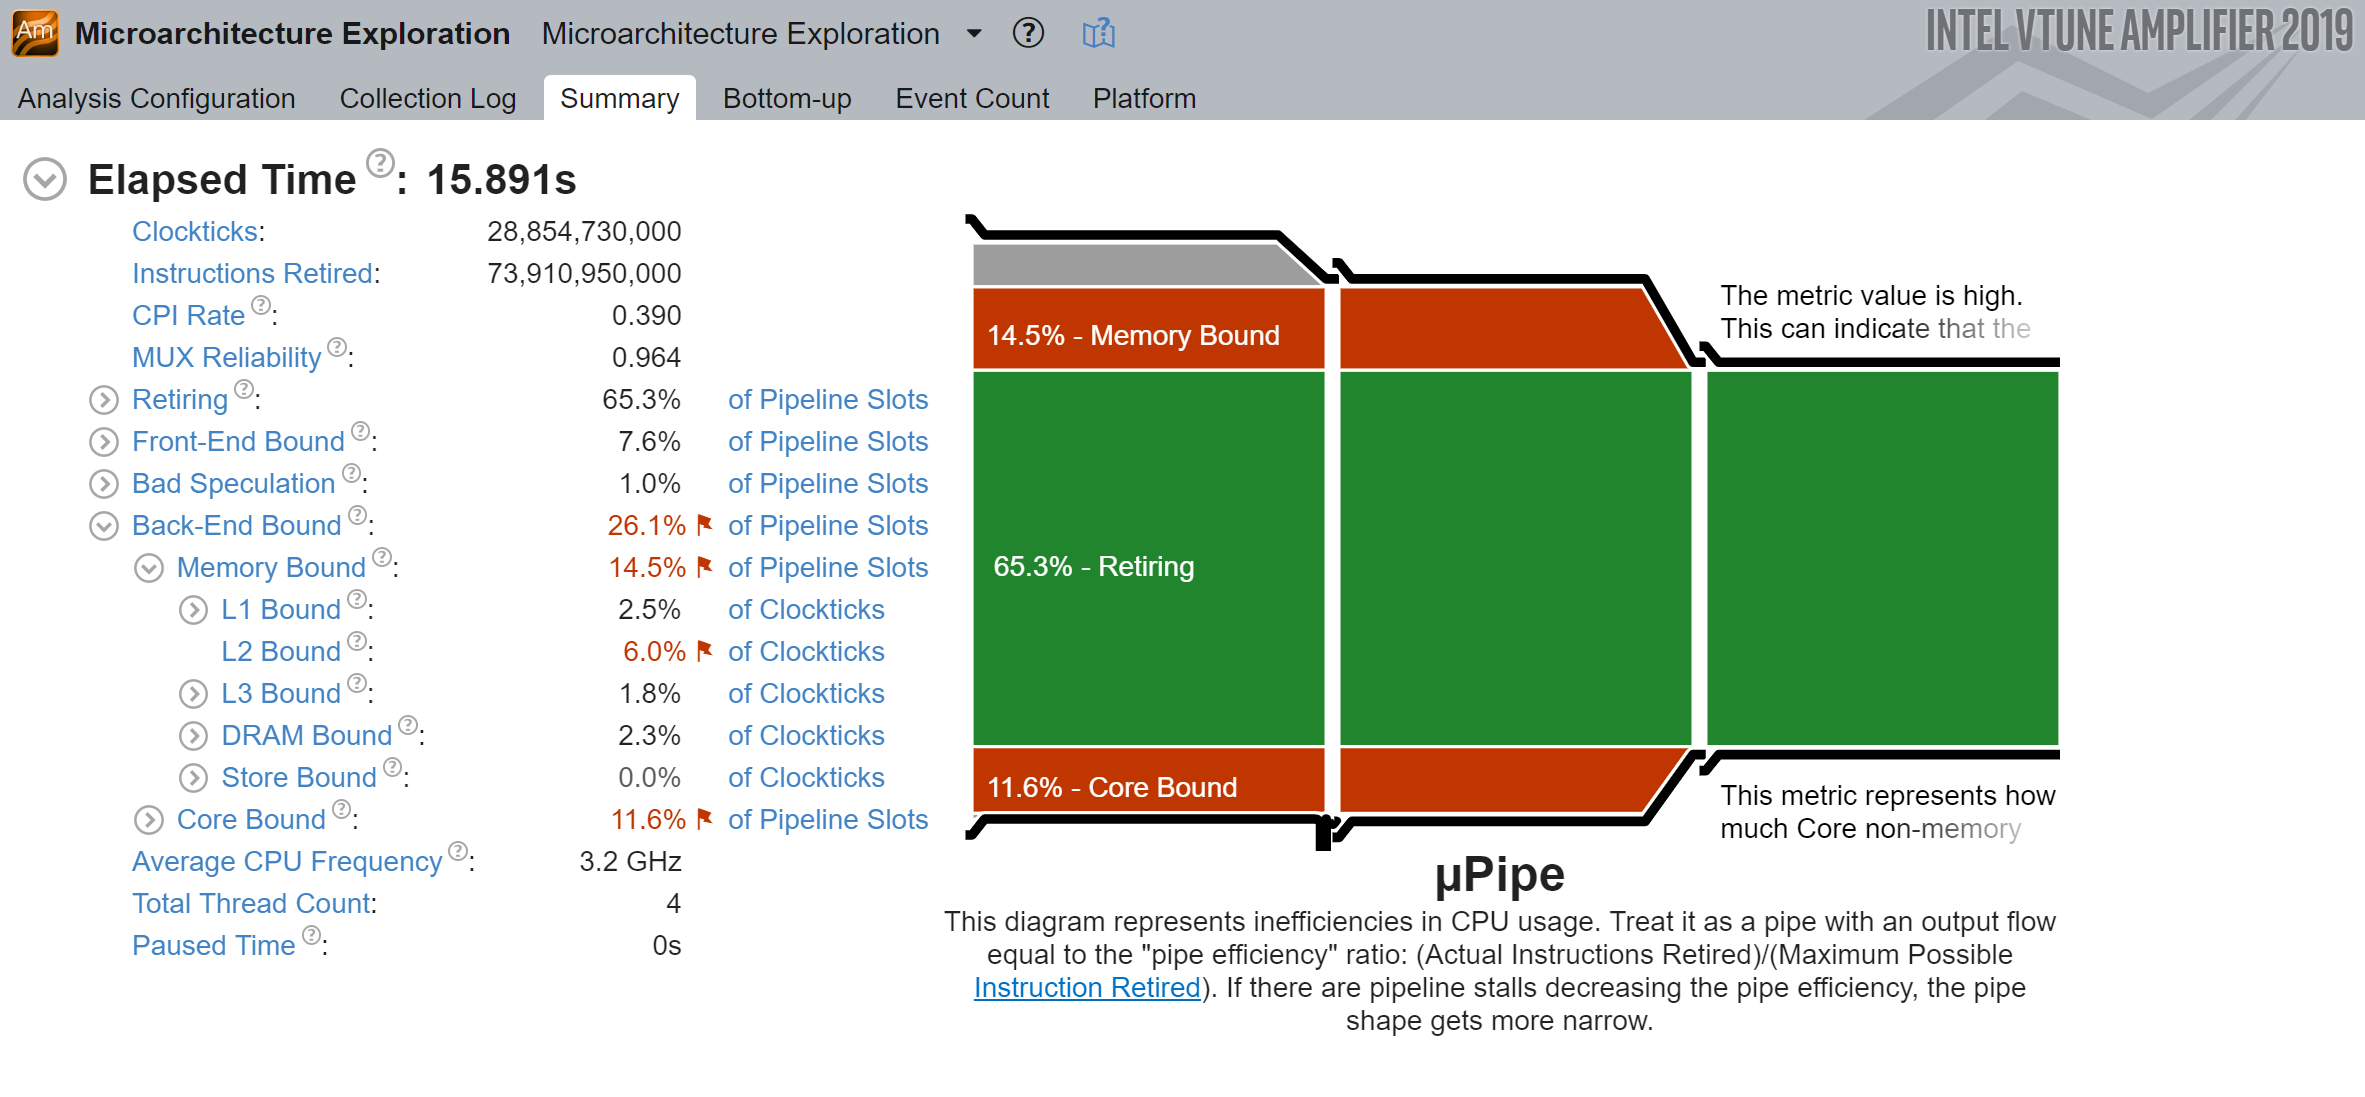 Am Microarchitecture Exploration Microarchitecture Exploration ? ? INTEL VTUNE AMPLIFIER 2019
Analysis Configuration Collection Log Summary Bottom-up Event Count Platform
Elapsed Time ?: 15.891s
Clockticks: 28,854,730,000
Instructions Retired: 73,910,950,000
CPI Rate ?: 0.390
MUX Reliability ?: 0.964
Retiring ?: 65.3% of Pipeline Slots
Front-End Bound ?: 7.6% of Pipeline Slots
Bad Speculation ?: 1.0% of Pipeline Slots
Back-End Bound ?: 26.1% of Pipeline Slots
Memory Bound ?: 14.5% of Pipeline Slots
L1 Bound ?: 2.5% of Clockticks
L2 Bound ?: 6.0% of Clockticks
L3 Bound ?: 1.8% of Clockticks
DRAM Bound ?: 2.3% of Clockticks
Store Bound ?: 0.0% of Clockticks
Core Bound ?: 11.6% of Pipeline Slots
Average CPU Frequency ?: 3.2 GHz
Total Thread Count: 4
Paused Time ?: 0s
14.5% - Memory Bound
65.3% - Retiring
11.6% - Core Bound
The metric value is high.
This can indicate that the
This metric represents how
much Core non-memory
µPipe
This diagram represents inefficiencies in CPU usage. Treat it as a pipe with an output flow
equal to the "pipe efficiency" ratio: (Actual Instructions Retired)/(Maximum Possible
Instruction Retired). If there are pipeline stalls decreasing the pipe efficiency, the pipe
shape gets more narrow.